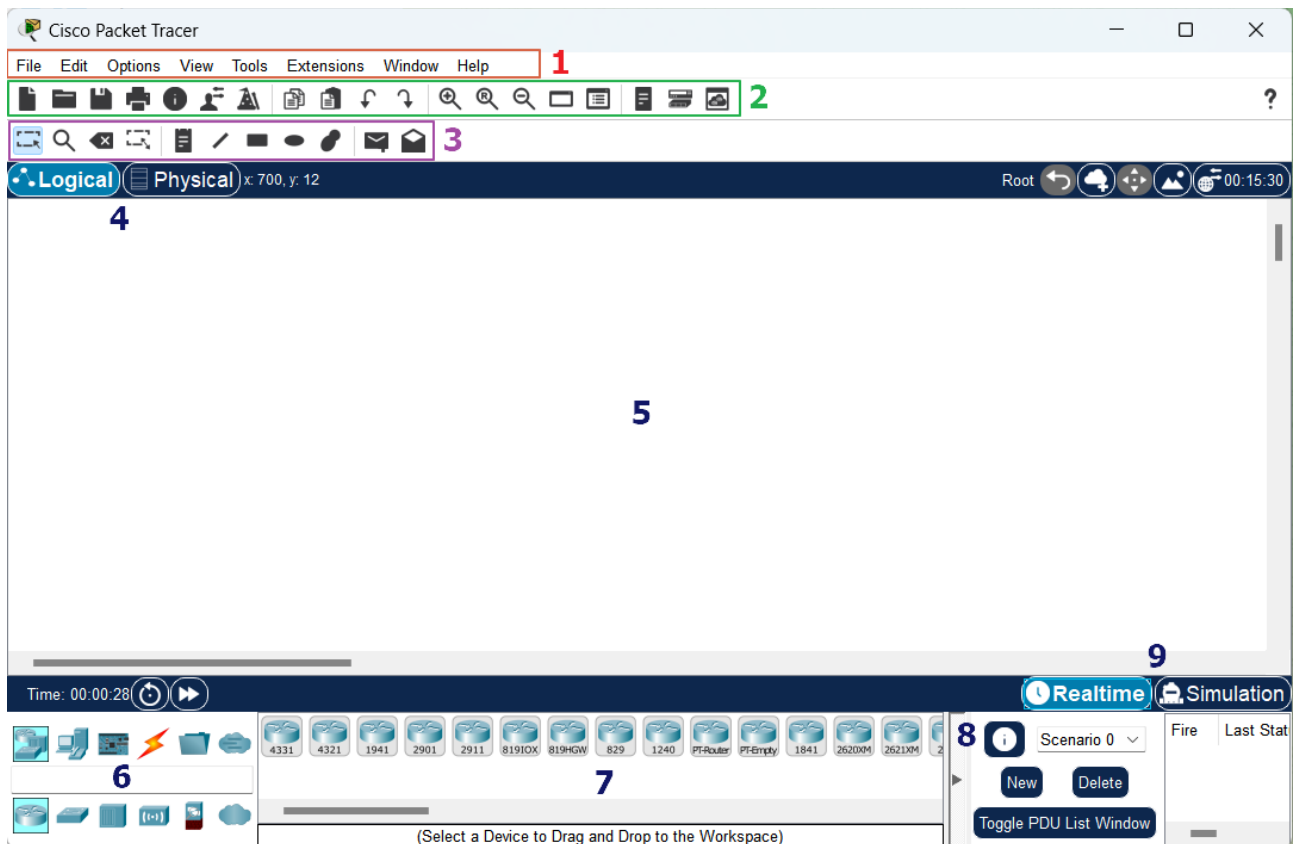 Cisco Packet Tracer
File Edit Options View Tools Extensions Window Help 1
2 ?
3
Logical Physical x: 700, y: 12 Root 00:15:30
4
5
9
Time: 00:00:28 Realtime Simulation
4331 4321 1941 2901 2911 819IOX 819HGW 829 1240 PT-Router PT-Empty 1841 2620XM 2621XM 8 Scenario 0 Fire Last Stat
6 7 New Delete
Toggle PDU List Window
(Select a Device to Drag and Drop to the Workspace)